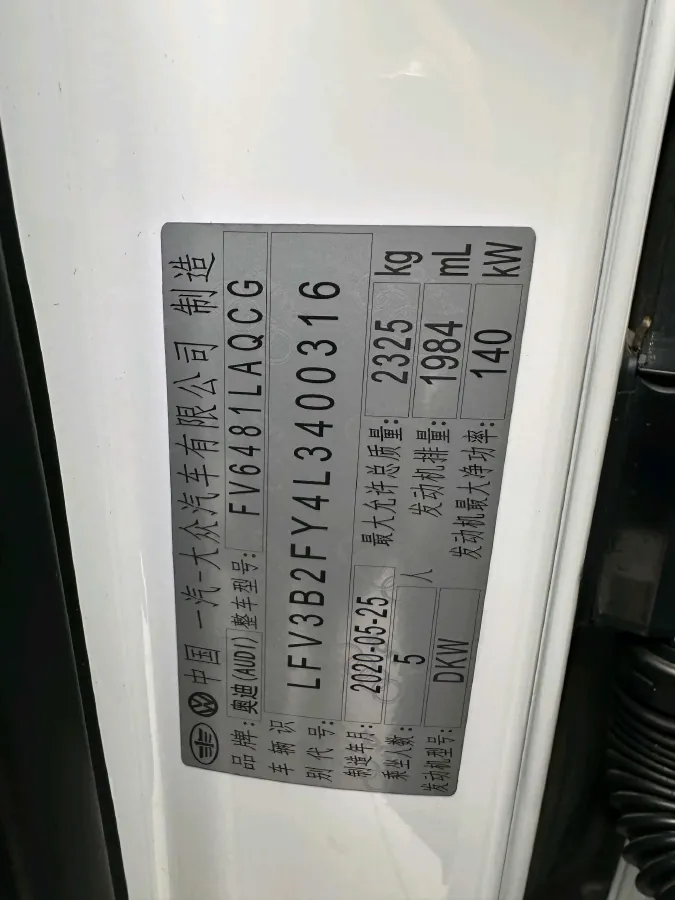 中国 一汽-大众汽车有限公司 制造
品牌: 奥迪(AUDI) 整车型号: FV6481LAQCG
车辆识别代号: LFV3B2FY4L3400316
制造年月: 2020-05-25 最大允许总质量: 2325 kg
乘坐人数: 5 人 发动机排量: 1984 mL
发动机型号: DKW 发动机最大净功率: 140 kW